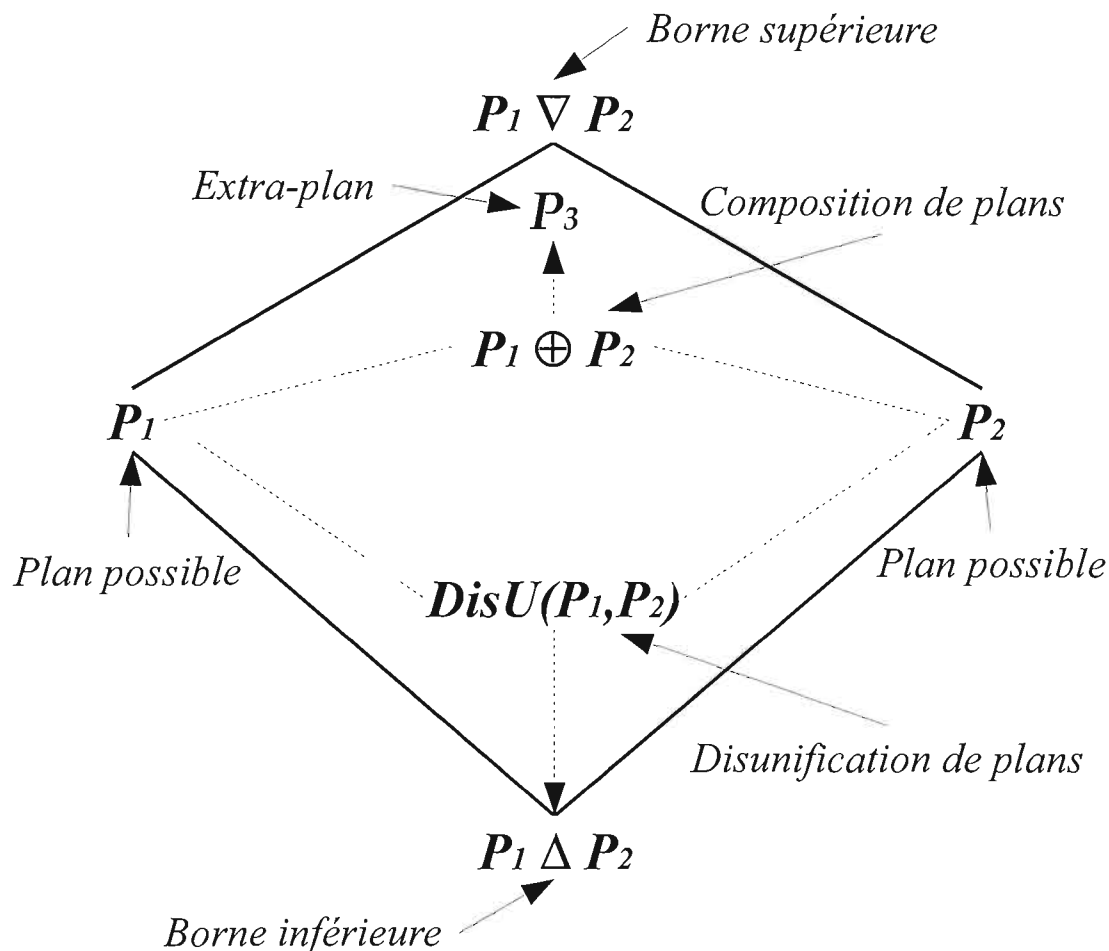 Borne supérieure
P1 ∇ P2
Extra-plan
P3
Composition de plans
P1 ⊕ P2
P1
P2
Plan possible
Plan possible
DisU(P1,P2)
Disunification de plans
P1 Δ P2
Borne inférieure